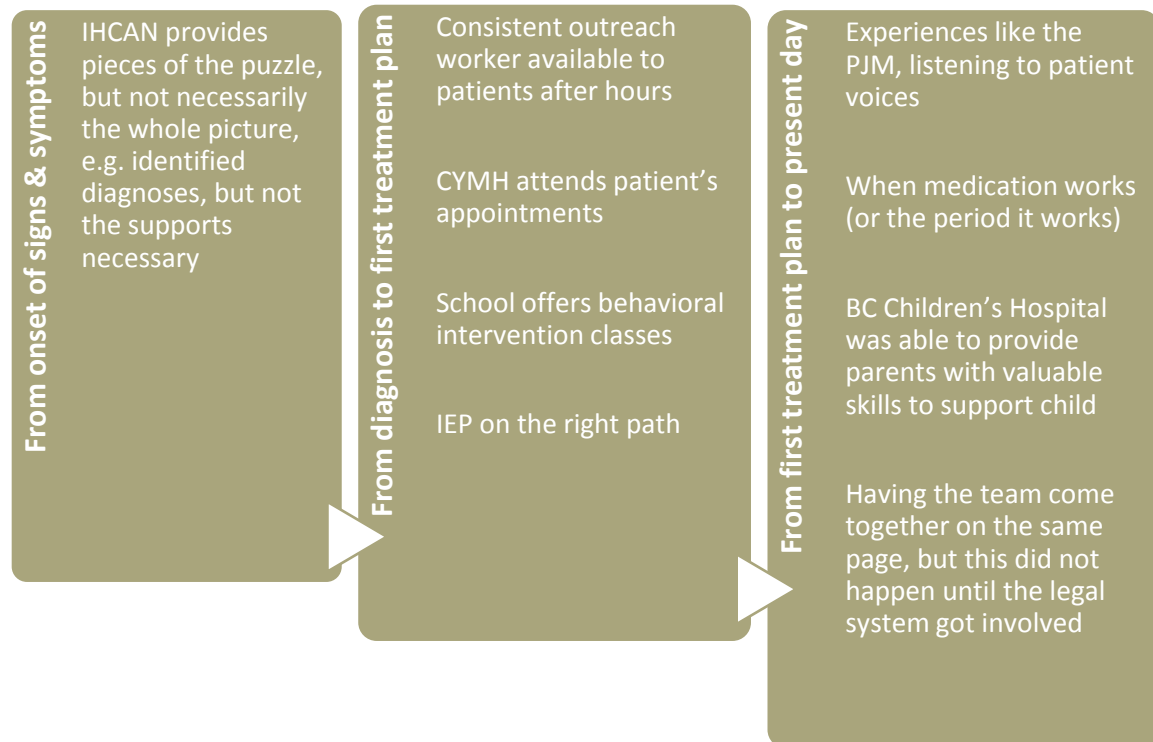 From onset of signs & symptoms
IHCAN provides
pieces of the puzzle,
but not necessarily
the whole picture,
e.g. identified
diagnoses, but not
the supports
necessary
From diagnosis to first treatment plan
Consistent outreach
worker available to
patients after hours
CYMH attends patient’s
appointments
School offers behavioral
intervention classes
IEP on the right path
From first treatment plan to present day
Experiences like the
PJM, listening to patient
voices
When medication works
(or the period it works)
BC Children’s Hospital
was able to provide
parents with valuable
skills to support child
Having the team come
together on the same
page, but this did not
happen until the legal
system got involved